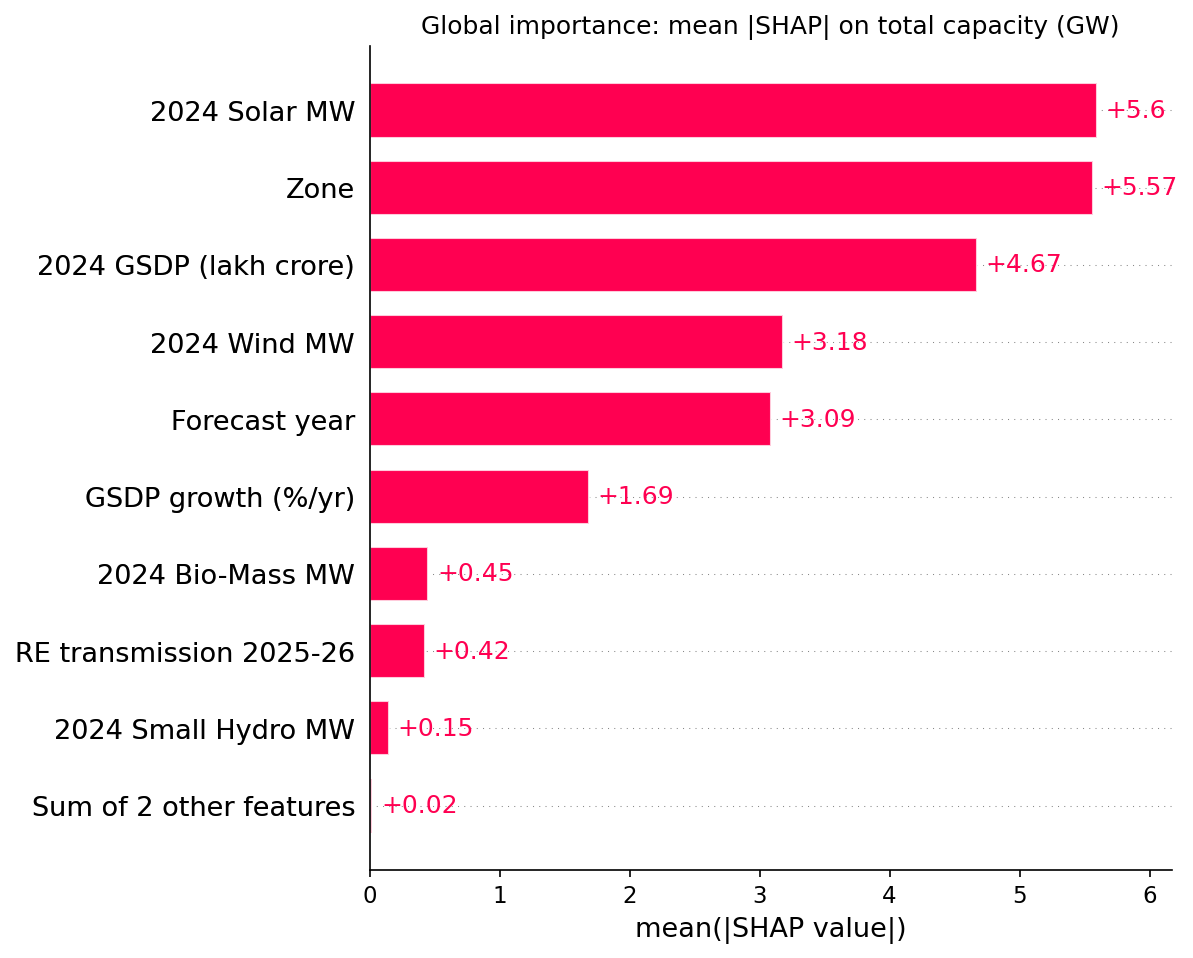 Global importance: mean |SHAP| on total capacity (GW)
2024 Solar MW +5.6
Zone +5.57
2024 GSDP (lakh crore) +4.67
2024 Wind MW +3.18
Forecast year +3.09
GSDP growth (%/yr) +1.69
2024 Bio-Mass MW +0.45
RE transmission 2025-26 +0.42
2024 Small Hydro MW +0.15
Sum of 2 other features +0.02
0 1 2 3 4 5 6
mean(|SHAP value|)